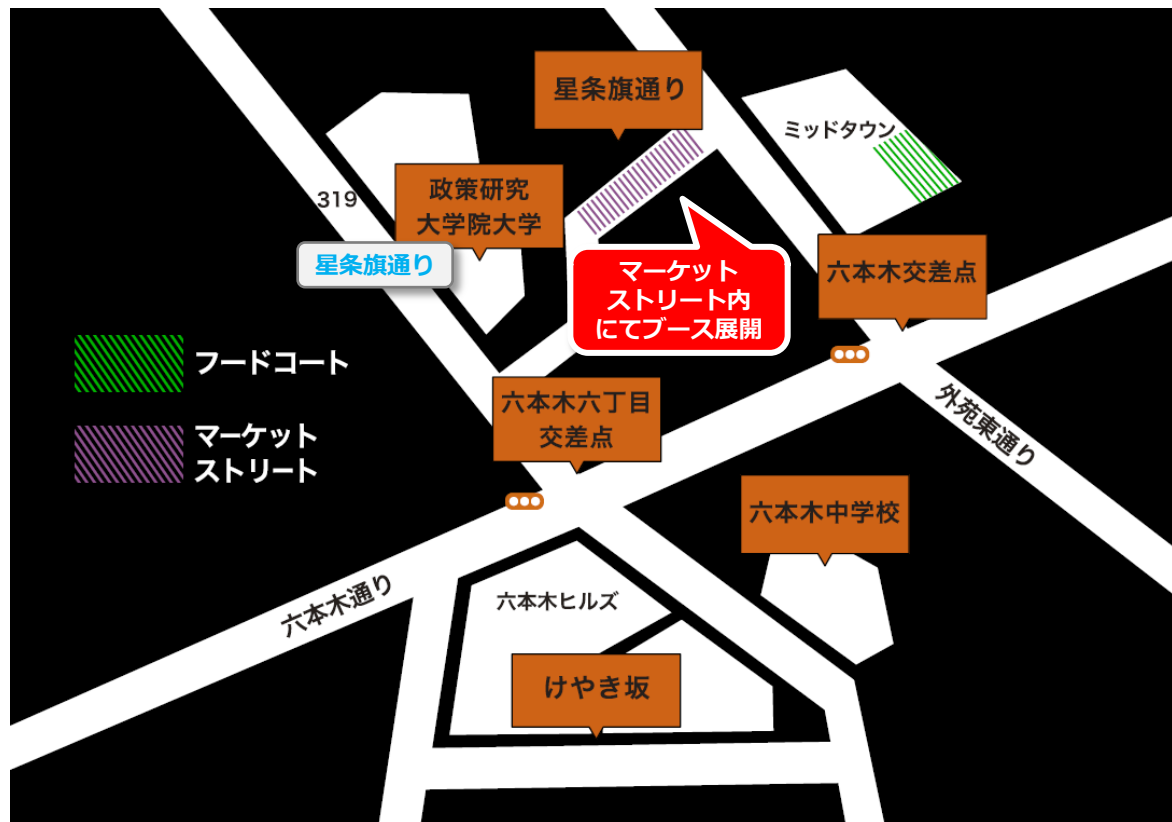 星条旗通り
ミッドタウン
319
政策研究
大学院大学
星条旗通り
マーケット
ストリート内
にてブース展開
六本木交差点
フードコート
六本木六丁目
交差点
外苑東通り
マーケット
ストリート
六本木中学校
六本木通り
六本木ヒルズ
けやき坂